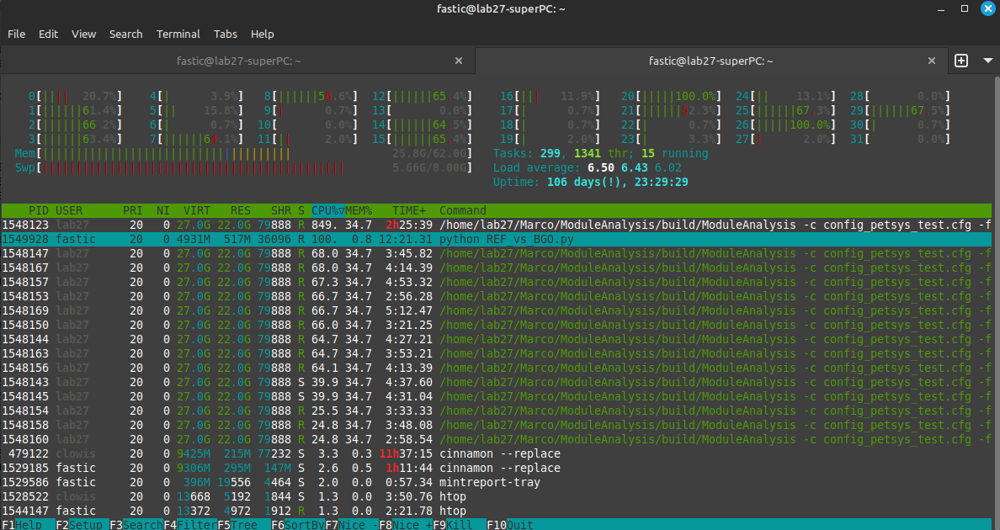 fastic@lab27-superPC: ~
File Edit View Search Terminal Tabs Help
fastic@lab27-superPC: ~ fastic@lab27-superPC: ~
0[|||| 20.7%] 4[| 3.9%] 8[||||||56.6%] 12[||||||65.4%] 16[||| 11.9%] 20[|||||100.0%] 24[|| 13.1%] 28[ 0.0%]
1[||||||61.4%] 5[|| 15.8%] 9[| 0.7%] 13[ 0.0%] 17[| 0.7%] 21[||||||52.3%] 25[||||||67.3%] 29[||||||67.5%]
2[||||||66.2%] 6[| 0.7%] 10[ 0.0%] 14[||||||64.5%] 18[| 0.7%] 22[| 0.7%] 26[|||||100.0%] 30[| 0.7%]
3[||||||63.4%] 7[||||||64.1%] 11[|| 2.0%] 15[||||||65.4%] 19[| 2.0%] 23[| 3.3%] 27[| 2.0%] 31[ 0.0%]
Mem[||||||||||||||||||||||||||||||||||||| 25.8G/62.0G] Tasks: 299, 1341 thr; 15 running
Swp[||||||||||||||||||||||||||||||||||||||||||||| 5.66G/8.00G] Load average: 6.50 6.43 6.02
Uptime: 106 days(!), 23:29:29
PID USER PRI NI VIRT RES SHR S CPU%▽MEM% TIME+ Command
1548123 lab27 20 0 27.0G 22.0G 79888 R 849. 34.7 2h25:39 /home/lab27/Marco/ModuleAnalysis/build/ModuleAnalysis -c config_petsys_test.cfg -f
1549928 fastic 20 0 4931M 517M 36096 R 100. 0.8 12:21.31 python REF_vs_BGO.py
1548147 lab27 20 0 27.0G 22.0G 79888 R 68.0 34.7 3:45.82 /home/lab27/Marco/ModuleAnalysis/build/ModuleAnalysis -c config_petsys_test.cfg -f
1548167 lab27 20 0 27.0G 22.0G 79888 R 68.0 34.7 4:14.39 /home/lab27/Marco/ModuleAnalysis/build/ModuleAnalysis -c config_petsys_test.cfg -f
1548157 lab27 20 0 27.0G 22.0G 79888 R 67.3 34.7 4:53.32 /home/lab27/Marco/ModuleAnalysis/build/ModuleAnalysis -c config_petsys_test.cfg -f
1548153 lab27 20 0 27.0G 22.0G 79888 R 66.7 34.7 2:56.28 /home/lab27/Marco/ModuleAnalysis/build/ModuleAnalysis -c config_petsys_test.cfg -f
1548169 lab27 20 0 27.0G 22.0G 79888 R 66.7 34.7 5:12.47 /home/lab27/Marco/ModuleAnalysis/build/ModuleAnalysis -c config_petsys_test.cfg -f
1548150 lab27 20 0 27.0G 22.0G 79888 R 66.0 34.7 3:21.25 /home/lab27/Marco/ModuleAnalysis/build/ModuleAnalysis -c config_petsys_test.cfg -f
1548144 lab27 20 0 27.0G 22.0G 79888 R 64.7 34.7 4:27.21 /home/lab27/Marco/ModuleAnalysis/build/ModuleAnalysis -c config_petsys_test.cfg -f
1548163 lab27 20 0 27.0G 22.0G 79888 R 64.7 34.7 3:53.21 /home/lab27/Marco/ModuleAnalysis/build/ModuleAnalysis -c config_petsys_test.cfg -f
1548156 lab27 20 0 27.0G 22.0G 79888 R 64.1 34.7 4:13.39 /home/lab27/Marco/ModuleAnalysis/build/ModuleAnalysis -c config_petsys_test.cfg -f
1548143 lab27 20 0 27.0G 22.0G 79888 S 39.9 34.7 4:37.60 /home/lab27/Marco/ModuleAnalysis/build/ModuleAnalysis -c config_petsys_test.cfg -f
1548145 lab27 20 0 27.0G 22.0G 79888 S 39.9 34.7 4:31.04 /home/lab27/Marco/ModuleAnalysis/build/ModuleAnalysis -c config_petsys_test.cfg -f
1548154 lab27 20 0 27.0G 22.0G 79888 R 25.5 34.7 3:33.33 /home/lab27/Marco/ModuleAnalysis/build/ModuleAnalysis -c config_petsys_test.cfg -f
1548158 lab27 20 0 27.0G 22.0G 79888 R 24.8 34.7 3:48.08 /home/lab27/Marco/ModuleAnalysis/build/ModuleAnalysis -c config_petsys_test.cfg -f
1548160 lab27 20 0 27.0G 22.0G 79888 R 24.8 34.7 2:58.54 /home/lab27/Marco/ModuleAnalysis/build/ModuleAnalysis -c config_petsys_test.cfg -f
479122 clowis 20 0 9425M 215M 77232 S 3.3 0.3 11h37:15 cinnamon --replace
1529185 fastic 20 0 9306M 295M 147M S 2.6 0.5 1h11:44 cinnamon --replace
1529586 fastic 20 0 396M 19556 4464 S 2.0 0.0 0:57.34 mintreport-tray
1528522 clowis 20 0 13668 5192 1844 S 1.3 0.0 3:50.76 htop
1544147 fastic 20 0 13372 4972 1912 R 1.3 0.0 2:21.78 htop
F1Help F2Setup F3SearchF4FilterF5Tree F6SortByF7Nice -F8Nice +F9Kill F10Quit